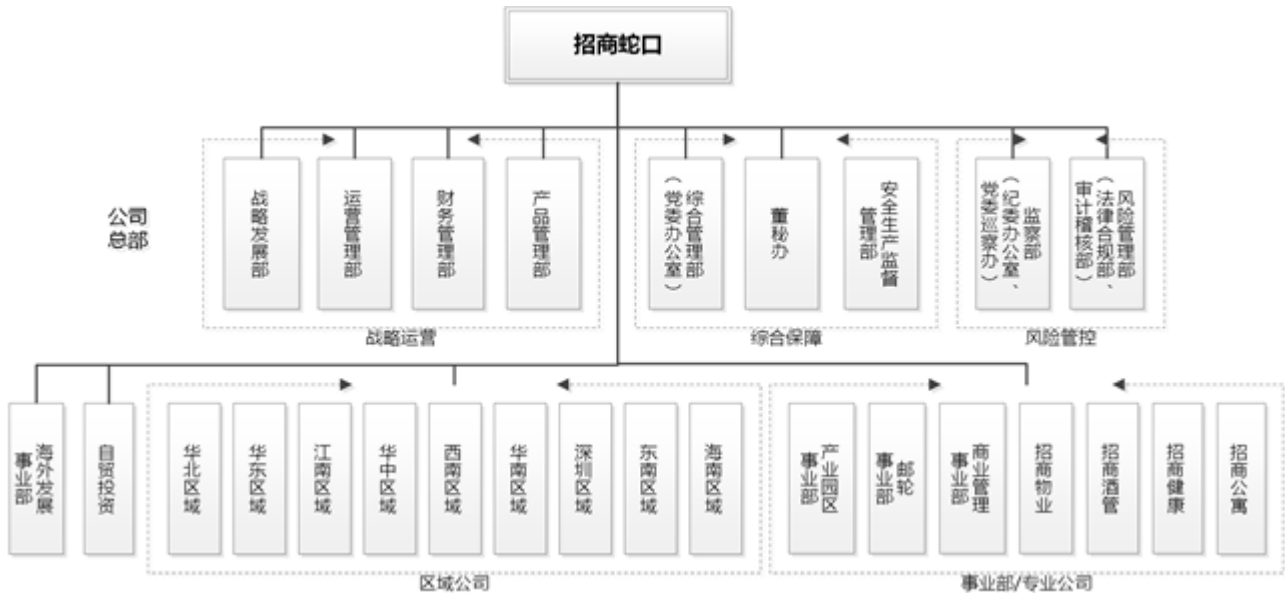 招商蛇口
公司
总部
战略发展部
运营管理部
财务管理部
产品管理部
综合管理部
（党委办公室）
董秘办
安全生产监督
管理部
监察部
（纪委办公室、
党委巡察办）
风险管理部
（法律合规部、
审计稽核部）
战略运营
综合保障
风险管控
海外发展
事业部
自贸投资
华北区域
华东区域
江南区域
华中区域
西南区域
华南区域
深圳区域
东南区域
海南区域
产业园区
事业部
邮轮
事业部
商业管理
事业部
招商物业
招商酒管
招商健康
招商公寓
区域公司
事业部/专业公司